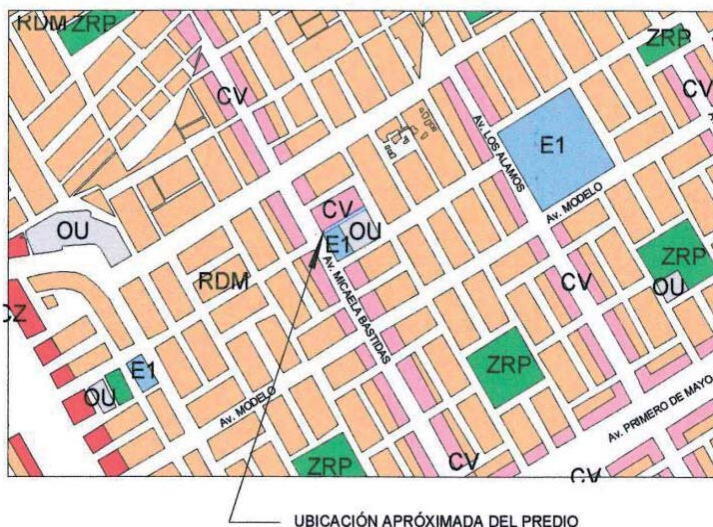 RDM ZRP
ZRP
CV
CV
Av. LOS ALAMOS
E1
Av. MODELO
CV
OU
E1
OU
ZRP
RDM
Av. MICAELA BASTIDAS
CV
OU
CZ
ZRP
E1
OU
Av. MODELO
Av. PRIMERO DE MAYO
ZRP
CV
CV
UBICACIÓN APRÓXIMADA DEL PREDIO